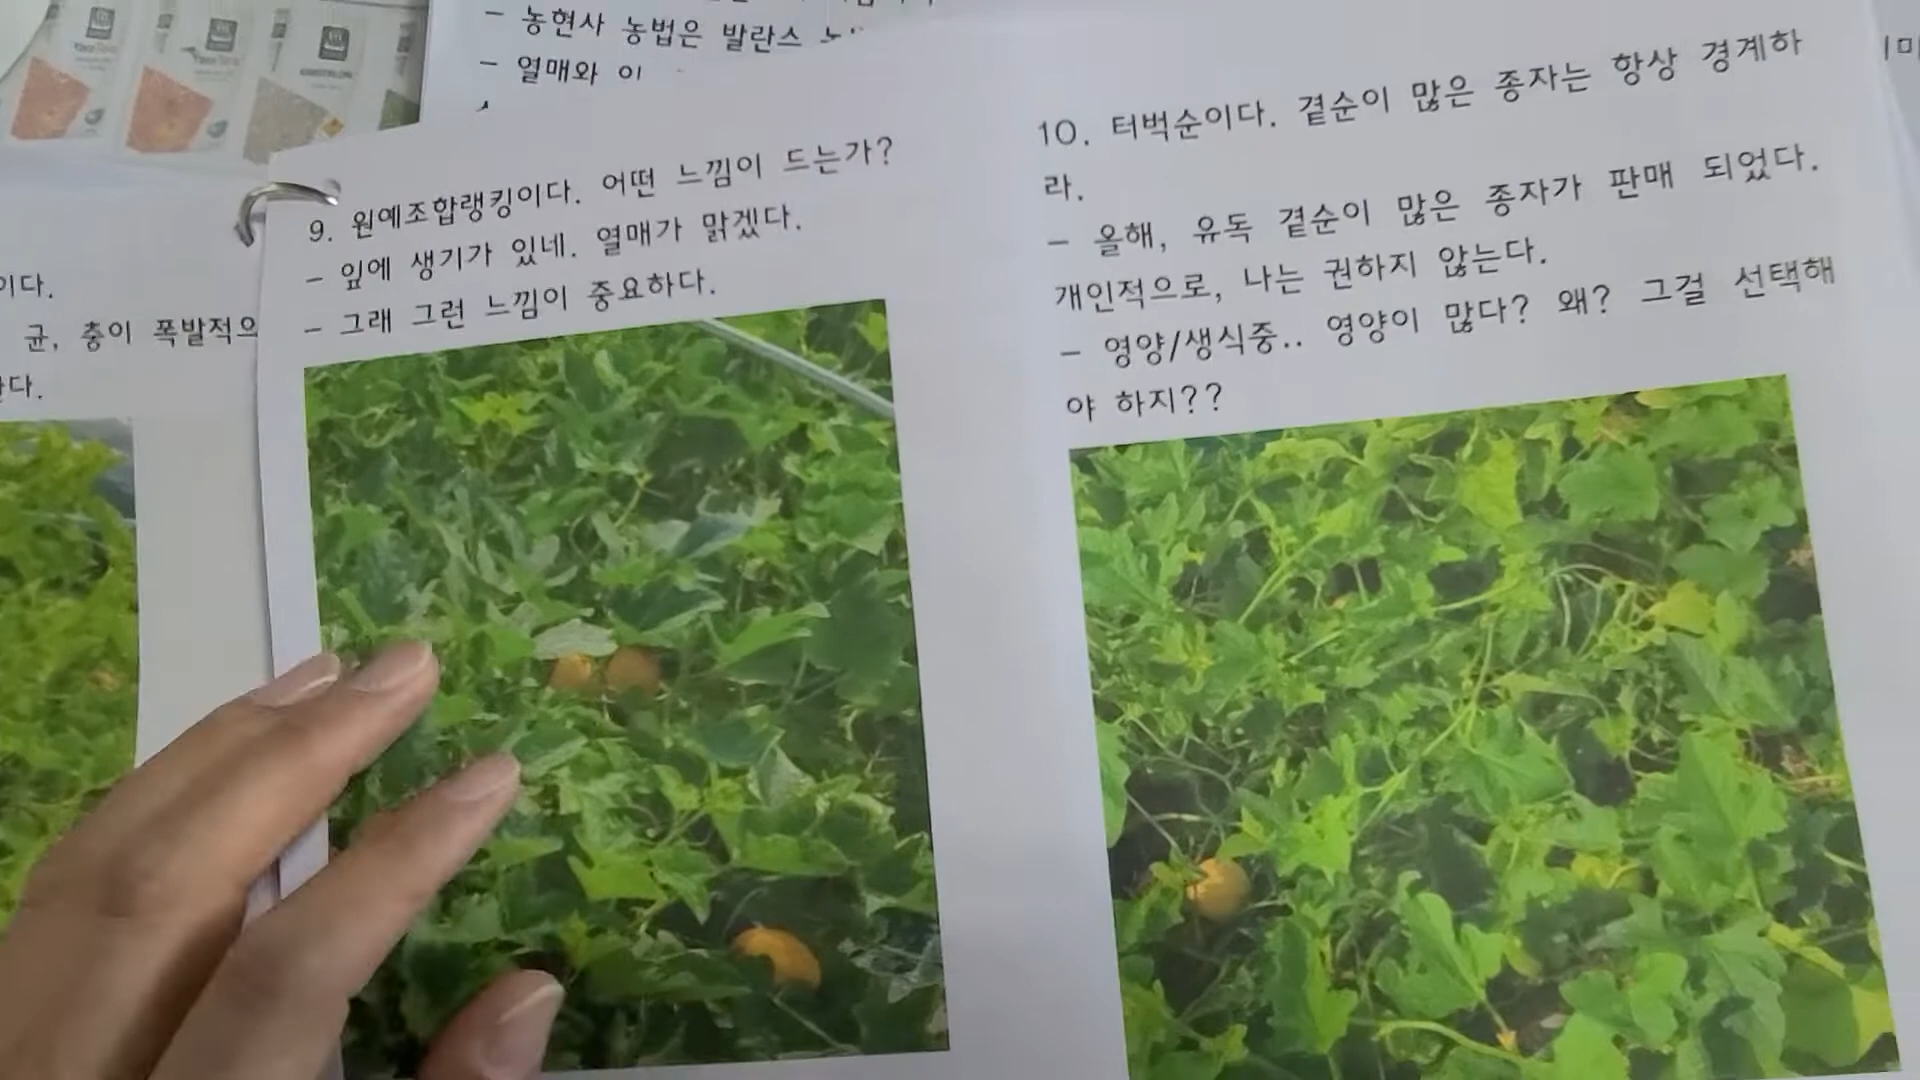 - 농현사 농법은 발란스
- 열매와 이
이다.
균, 충이 폭발적으
다.
9. 원예조합랭킹이다. 어떤 느낌이 드는가?
- 잎에 생기가 있네. 열매가 맑겠다.
- 그래 그런 느낌이 중요하다.
10. 터벅순이다. 곁순이 많은 종자는 항상 경계하
라.
- 올해, 유독 곁순이 많은 종자가 판매 되었다.
개인적으로, 나는 권하지 않는다.
- 영양/생식중.. 영양이 많다? 왜? 그걸 선택해
야 하지??